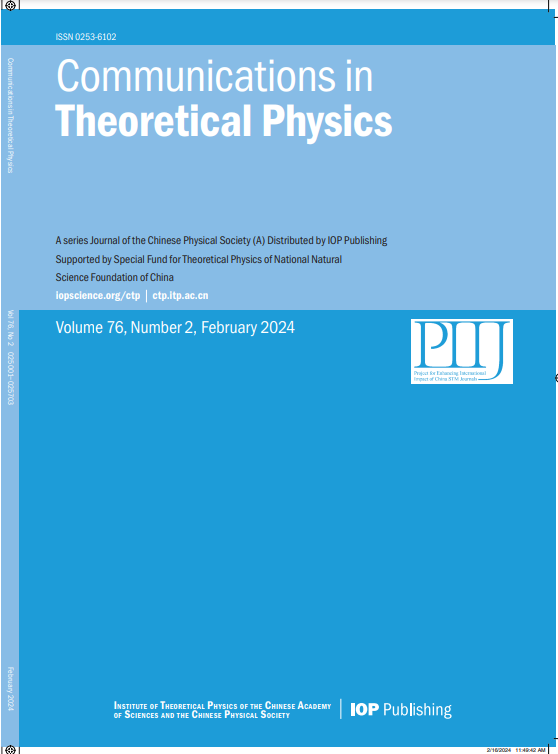 ISSN 0253-6102
Communications in
Theoretical Physics
A series Journal of the Chinese Physical Society (A) Distributed by IOP Publishing
Supported by Special Fund for Theoretical Physics of National Natural
Science Foundation of China
iopscience.org/ctp | ctp.itp.ac.cn
Volume 76, Number 2, February 2024
PIIJ
Project for Enhancing International
Impact of China STM Journals
Institute of Theoretical Physics of the Chinese Academy
of Sciences and the Chinese Physical Society
IOP Publishing
Communications in Theoretical Physics
Vol 76, No 2 025001–025703
February 2024
2/16/2024 11:49:42 AM